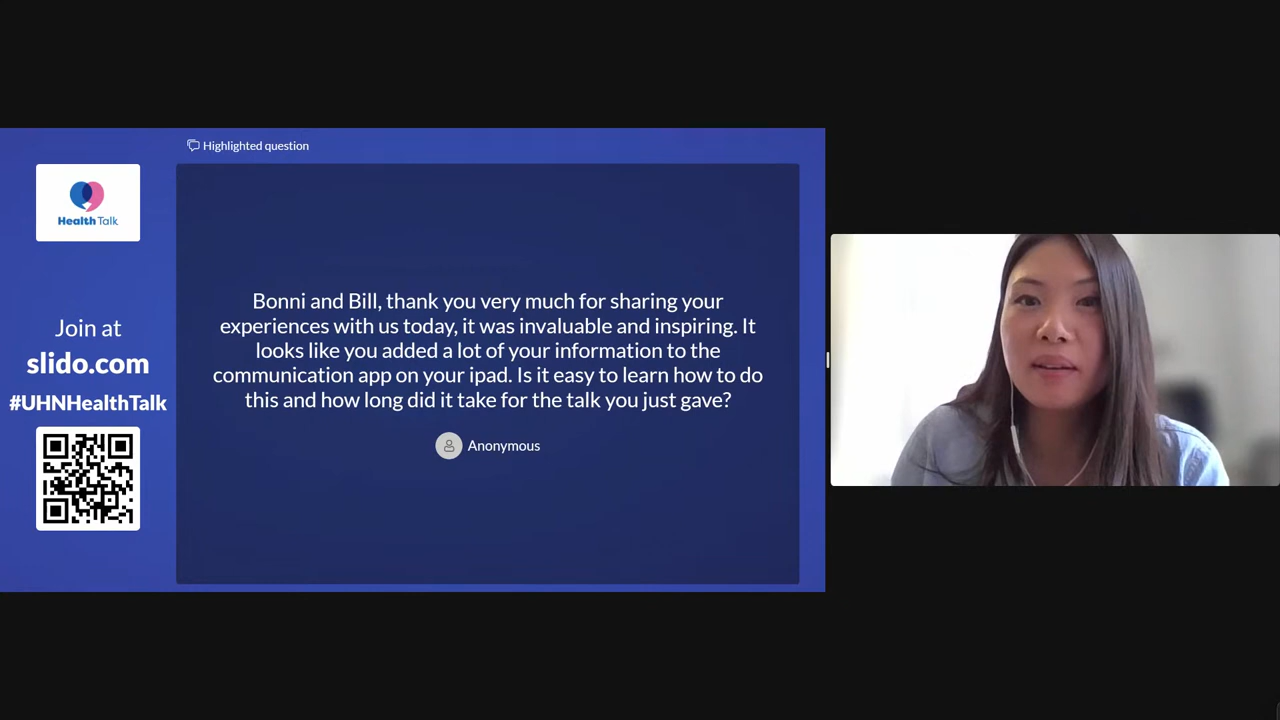 Highlighted question
Health Talk
Join at
slido.com
#UHNHealthTalk
Bonni and Bill, thank you very much for sharing your
experiences with us today, it was invaluable and inspiring. It
looks like you added a lot of your information to the
communication app on your ipad. Is it easy to learn how to do
this and how long did it take for the talk you just gave?
Anonymous